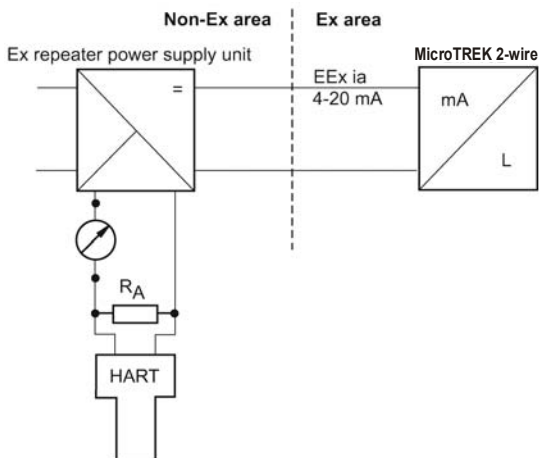 Non-Ex area
Ex area
Ex repeater power supply unit
=
EEx ia
4-20 mA
MicroTREK 2-wire
mA
L
RA
HART